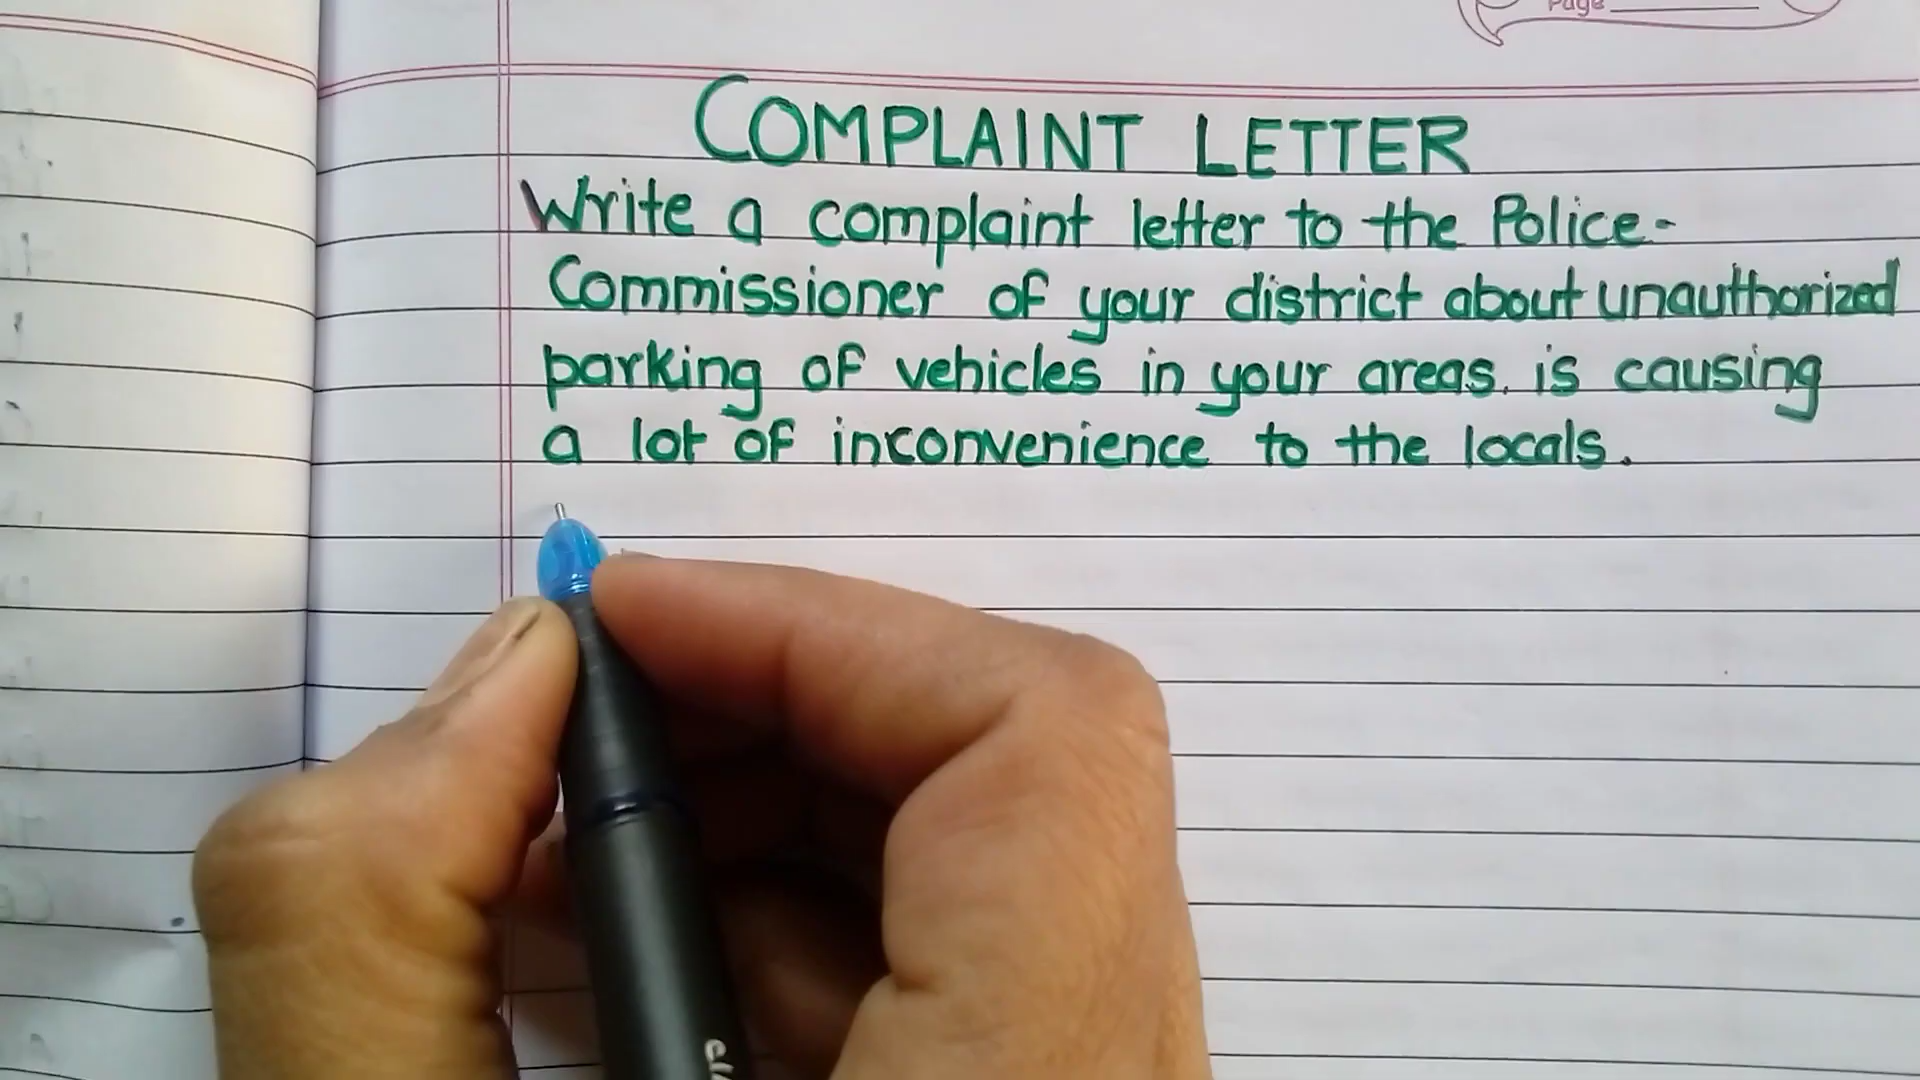 Page
COMPLAINT LETTER
Write a complaint letter to the Police-
Commissioner of your district about unauthorized
parking of vehicles in your areas. is causing
a lot of inconvenience to the locals.